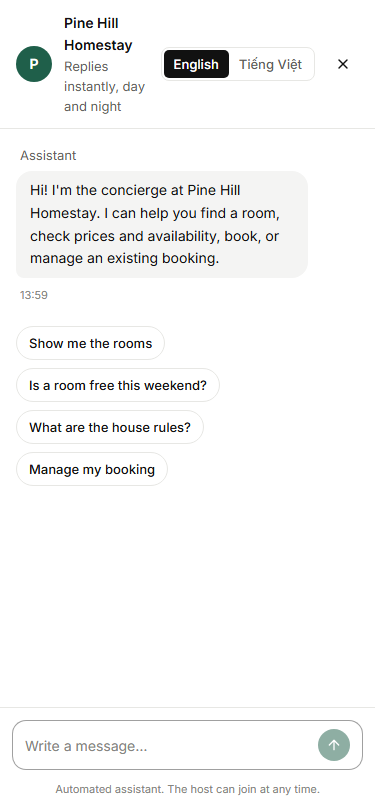 P
Pine Hill
Homestay
Replies
instantly, day
and night
English
Tiếng Việt
Assistant
Hi! I'm the concierge at Pine Hill
Homestay. I can help you find a room,
check prices and availability, book, or
manage an existing booking.
13:59
Show me the rooms
Is a room free this weekend?
What are the house rules?
Manage my booking
Write a message...
Automated assistant. The host can join at any time.